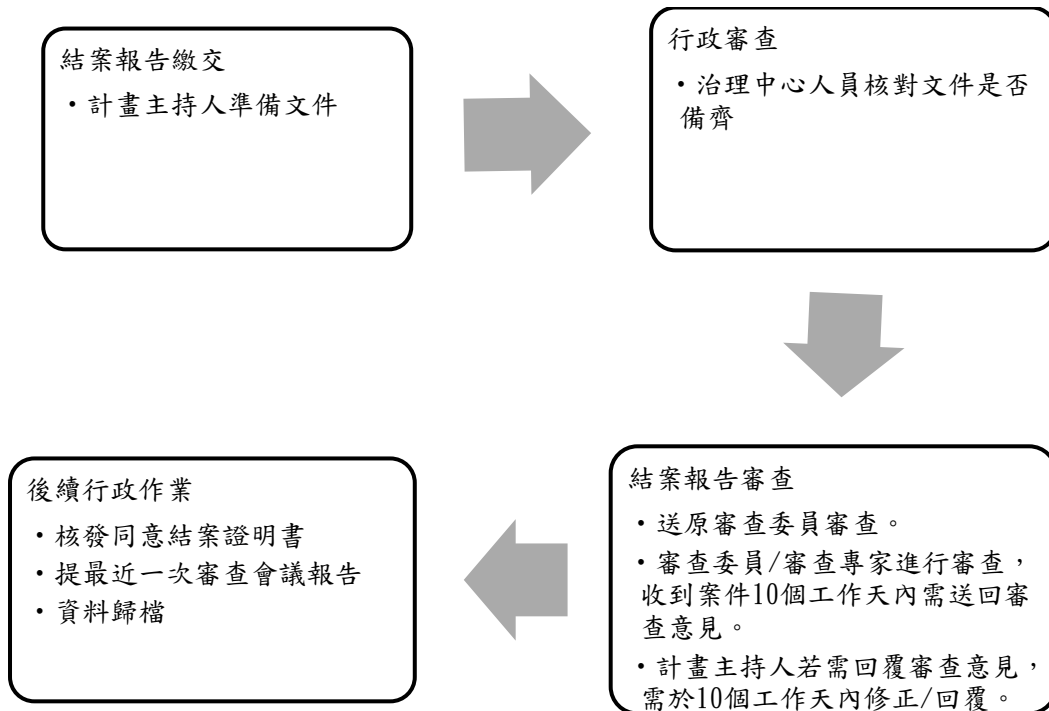 結案報告繳交
・計畫主持人準備文件
行政審查
・治理中心人員核對文件是否
備齊
結案報告審查
・送原審查委員審查。
・審查委員/審查專家進行審查，
收到案件10個工作天內需送回審
查意見。
・計畫主持人若需回覆審查意見，
需於10個工作天內修正/回覆。
後續行政作業
・核發同意結案證明書
・提最近一次審查會議報告
・資料歸檔